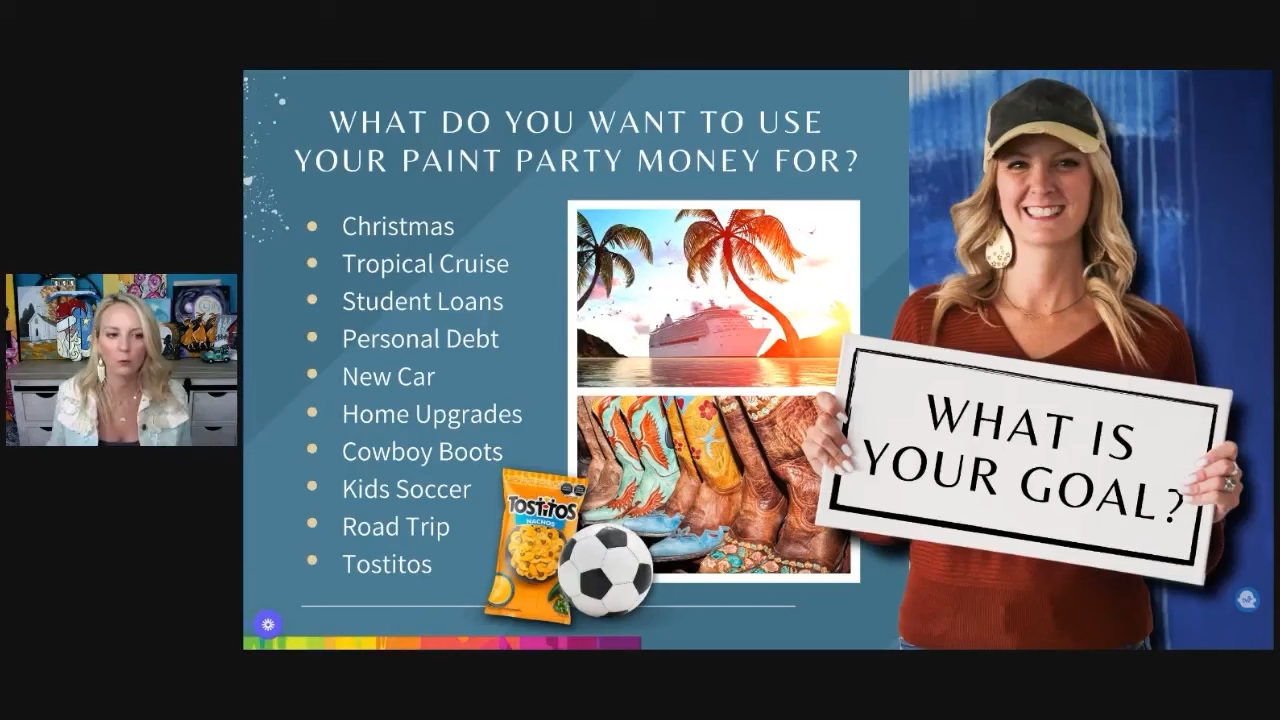 WHAT DO YOU WANT TO USE
YOUR PAINT PARTY MONEY FOR?
Christmas
Tropical Cruise
Student Loans
Personal Debt
New Car
Home Upgrades
Cowboy Boots
Kids Soccer
Road Trip
Tostitos
TOSTITOS
NACHOS
WHAT IS
YOUR GOAL?